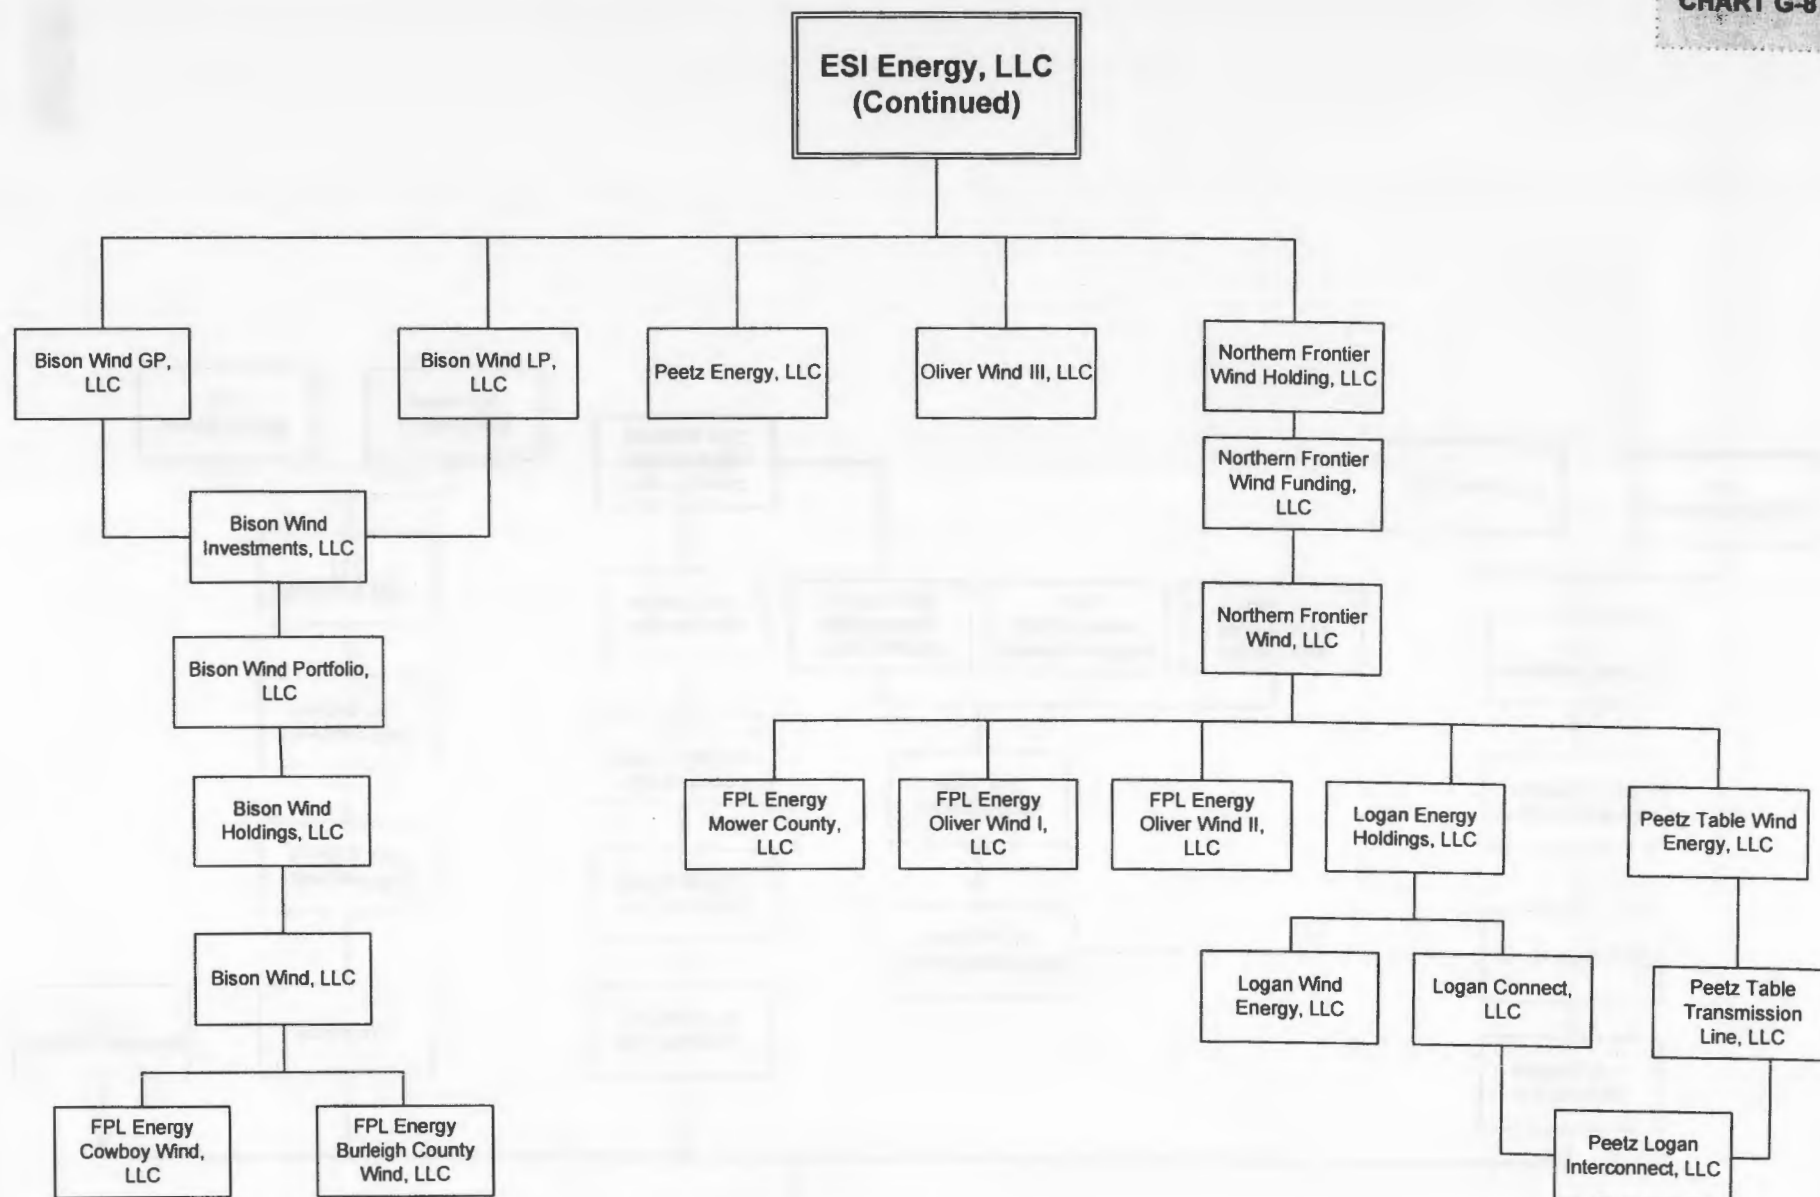 CHART G-8
ESI Energy, LLC
(Continued)
Bison Wind GP,
LLC
Bison Wind LP,
LLC
Peetz Energy, LLC
Oliver Wind III, LLC
Northern Frontier
Wind Holding, LLC
Northern Frontier
Wind Funding,
LLC
Bison Wind
Investments, LLC
Northern Frontier
Wind, LLC
Bison Wind Portfolio,
LLC
Bison Wind
Holdings, LLC
FPL Energy
Mower County,
LLC
FPL Energy
Oliver Wind I,
LLC
FPL Energy
Oliver Wind II,
LLC
Logan Energy
Holdings, LLC
Peetz Table Wind
Energy, LLC
Bison Wind, LLC
Logan Wind
Energy, LLC
Logan Connect,
LLC
Peetz Table
Transmission
Line, LLC
FPL Energy
Cowboy Wind,
LLC
FPL Energy
Burleigh County
Wind, LLC
Peetz Logan
Interconnect, LLC